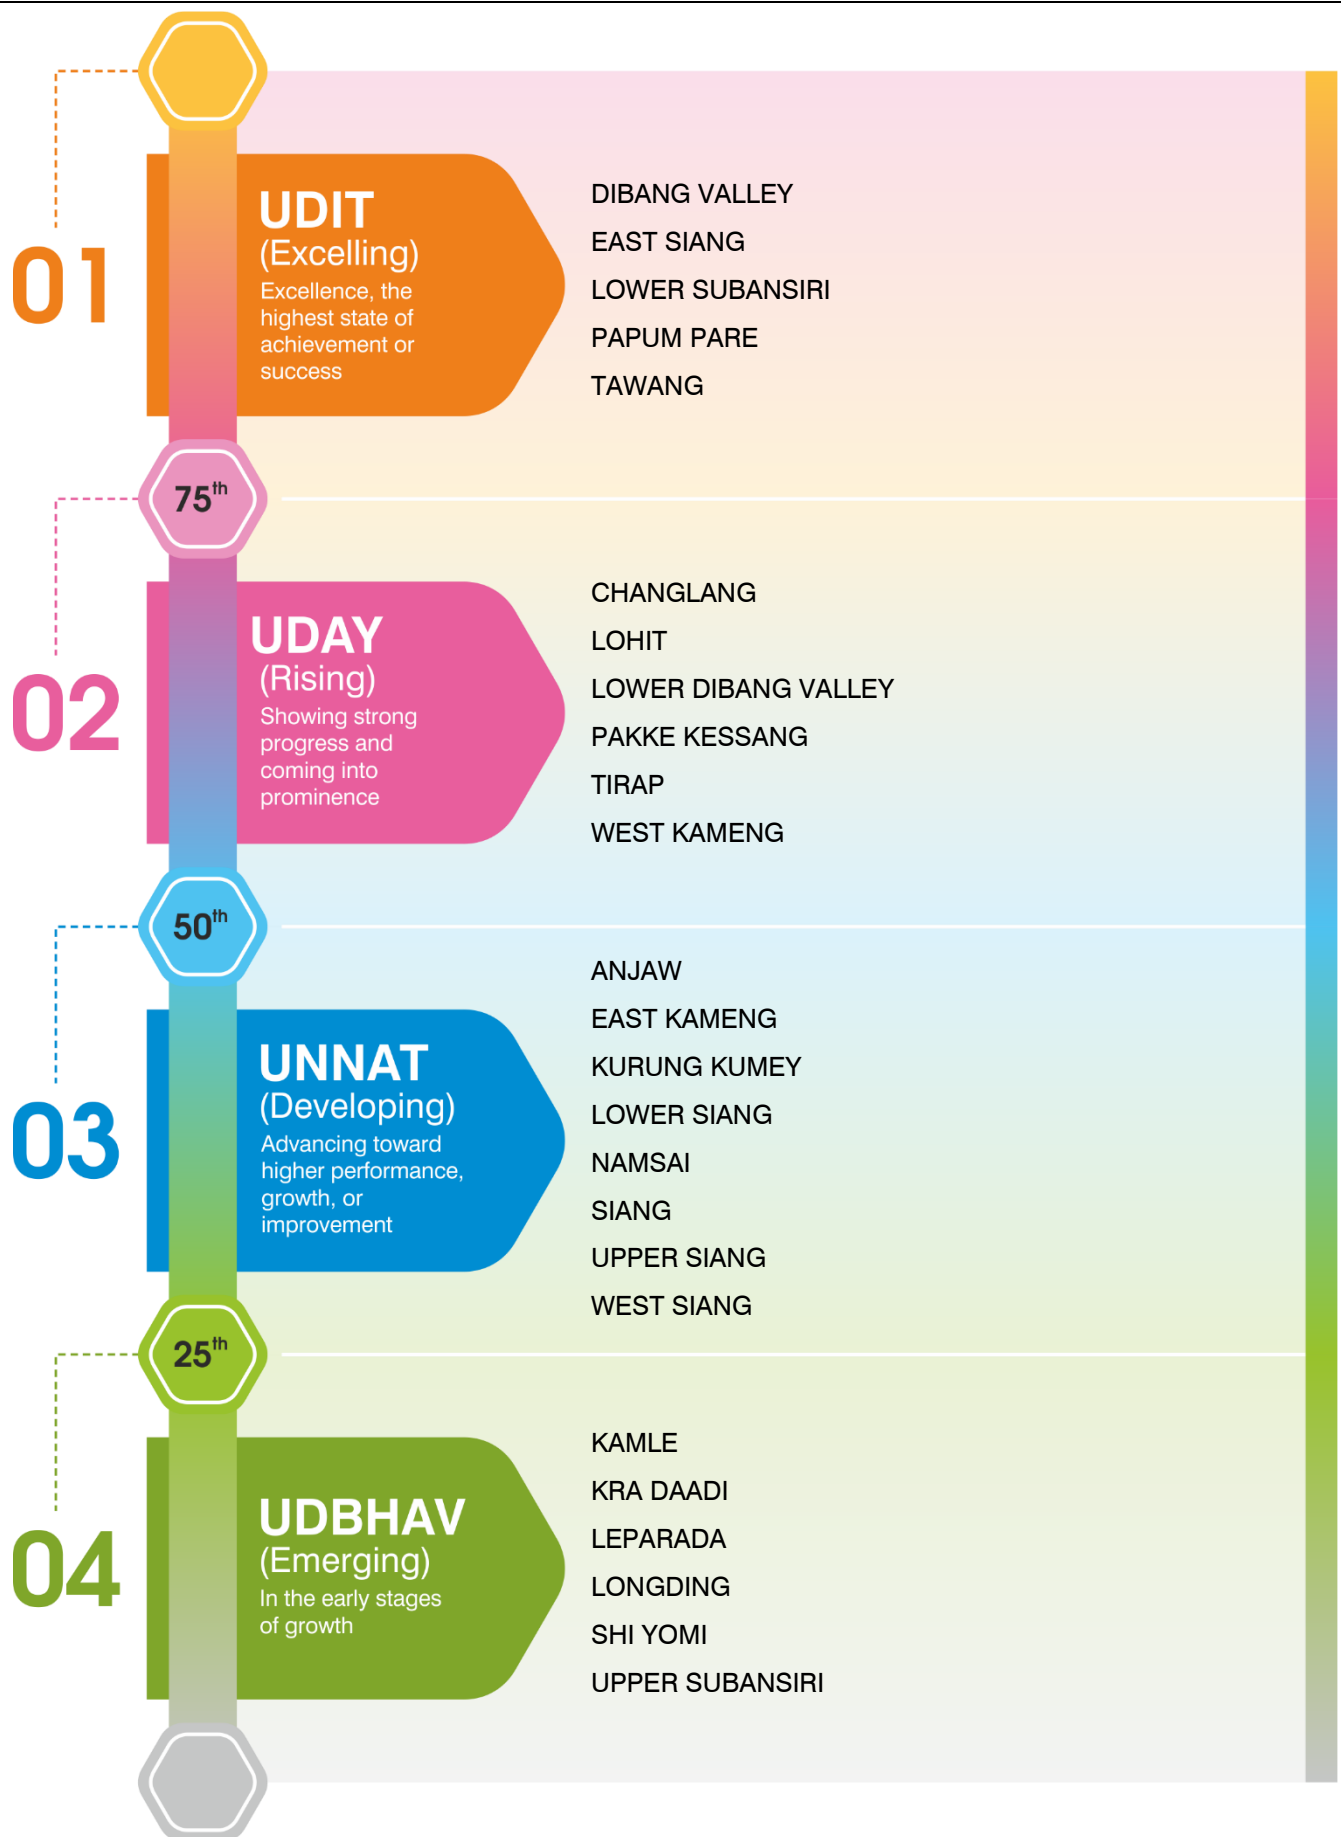 01
UDIT
(Excelling)
Excellence, the
highest state of
achievement or
success
DIBANG VALLEY
EAST SIANG
LOWER SUBANSIRI
PAPUM PARE
TAWANG
75th
02
UDAY
(Rising)
Showing strong
progress and
coming into
prominence
CHANGLANG
LOHIT
LOWER DIBANG VALLEY
PAKKE KESSANG
TIRAP
WEST KAMENG
50th
03
UNNAT
(Developing)
Advancing toward
higher performance,
growth, or
improvement
ANJAW
EAST KAMENG
KURUNG KUMEY
LOWER SIANG
NAMSAI
SIANG
UPPER SIANG
WEST SIANG
25th
04
UDBHAV
(Emerging)
In the early stages
of growth
KAMLE
KRA DAADI
LEPARADA
LONGDING
SHI YOMI
UPPER SUBANSIRI